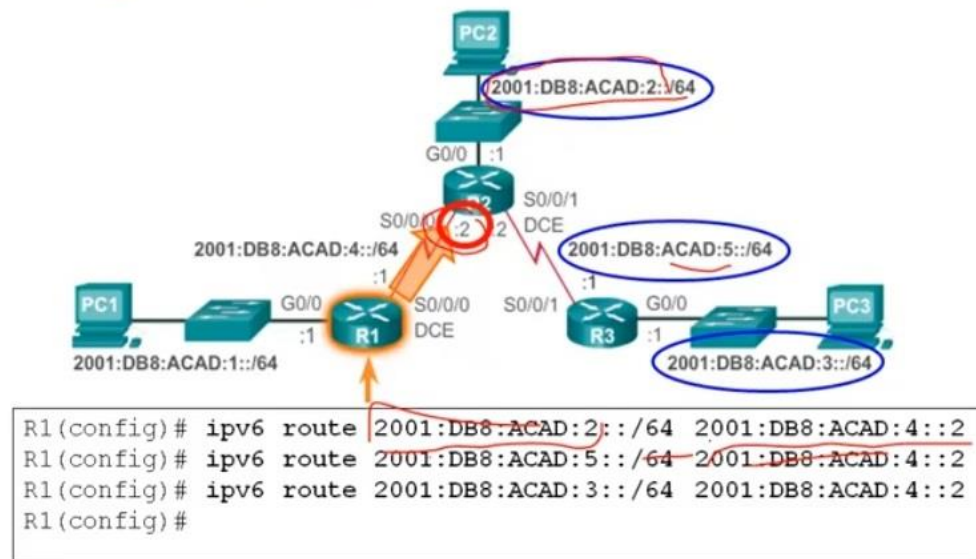 PC2
2001:DB8:ACAD:2::/64
G0/0 :1
R2
S0/0/0 :2 :2 S0/0/1
DCE
2001:DB8:ACAD:4::/64
2001:DB8:ACAD:5::/64
:1 :1
PC1 G0/0 S0/0/0 S0/0/1 G0/0 PC3
:1 R1 DCE R3 :1
2001:DB8:ACAD:1::/64
2001:DB8:ACAD:3::/64
R1(config)# ipv6 route 2001:DB8:ACAD:2::/64 2001:DB8:ACAD:4::2
R1(config)# ipv6 route 2001:DB8:ACAD:5::/64 2001:DB8:ACAD:4::2
R1(config)# ipv6 route 2001:DB8:ACAD:3::/64 2001:DB8:ACAD:4::2
R1(config)#